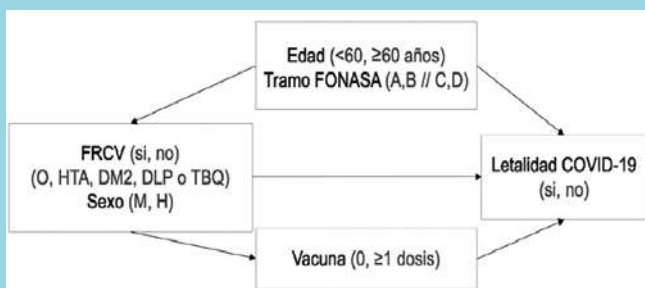 Edad (<60, ≥60 años)
Tramo FONASA (A,B // C,D)
FRCV (si, no)
(O, HTA, DM2, DLP o TBQ)
Sexo (M, H)
Letalidad COVID-19
(si, no)
Vacuna (0, ≥1 dosis)